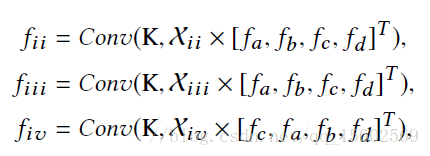 f_{ii} = Conv(K, 𝒳_{ii} × [f_a, f_b, f_c, f_d]^T),
f_{iii} = Conv(K, 𝒳_{iii} × [f_a, f_b, f_c, f_d]^T),
f_{iv} = Conv(K, 𝒳_{iv} × [f_c, f_a, f_b, f_d]^T),